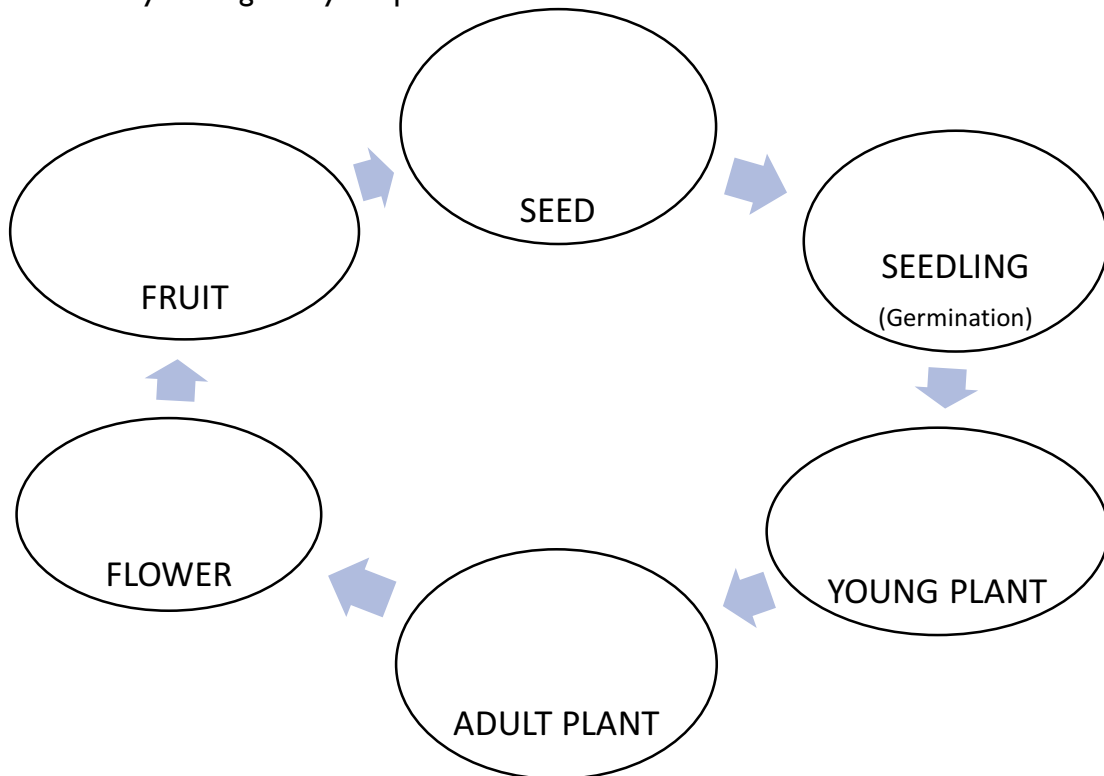 SEED
SEEDLING
(Germination)
YOUNG PLANT
ADULT PLANT
FLOWER
FRUIT